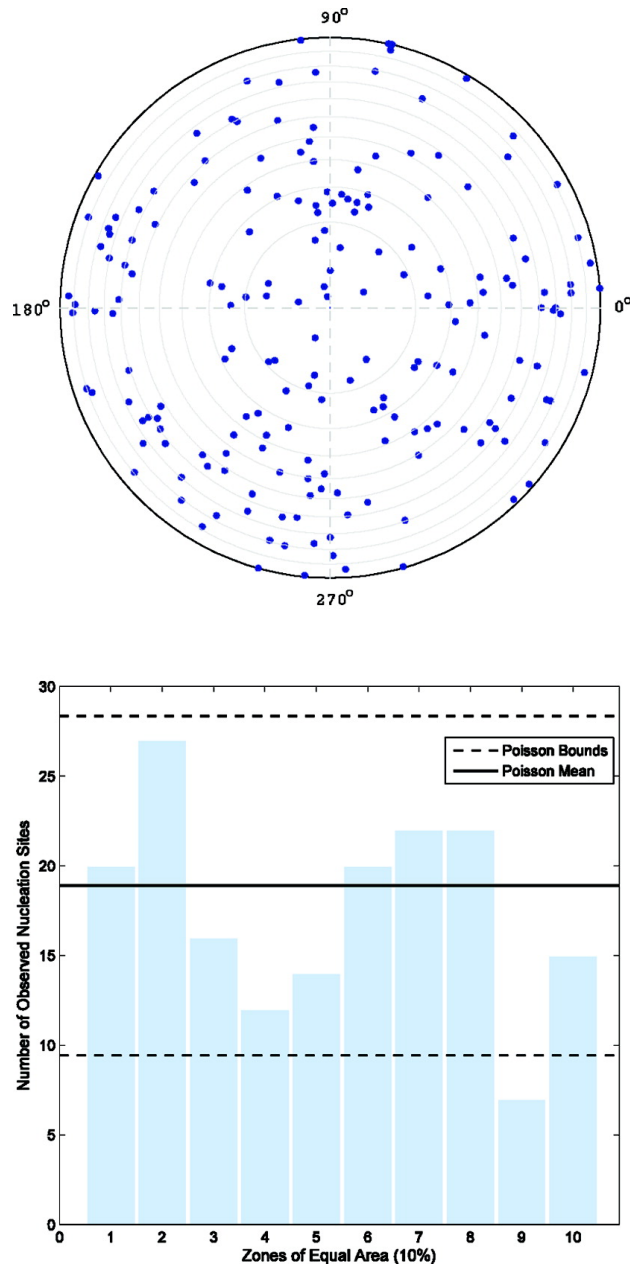 90°
180°
0°
270°
30
25
20
15
10
5
0
Number of Observed Nucleation Sites
Poisson Bounds
Poisson Mean
0 1 2 3 4 5 6 7 8 9 10
Zones of Equal Area (10%)